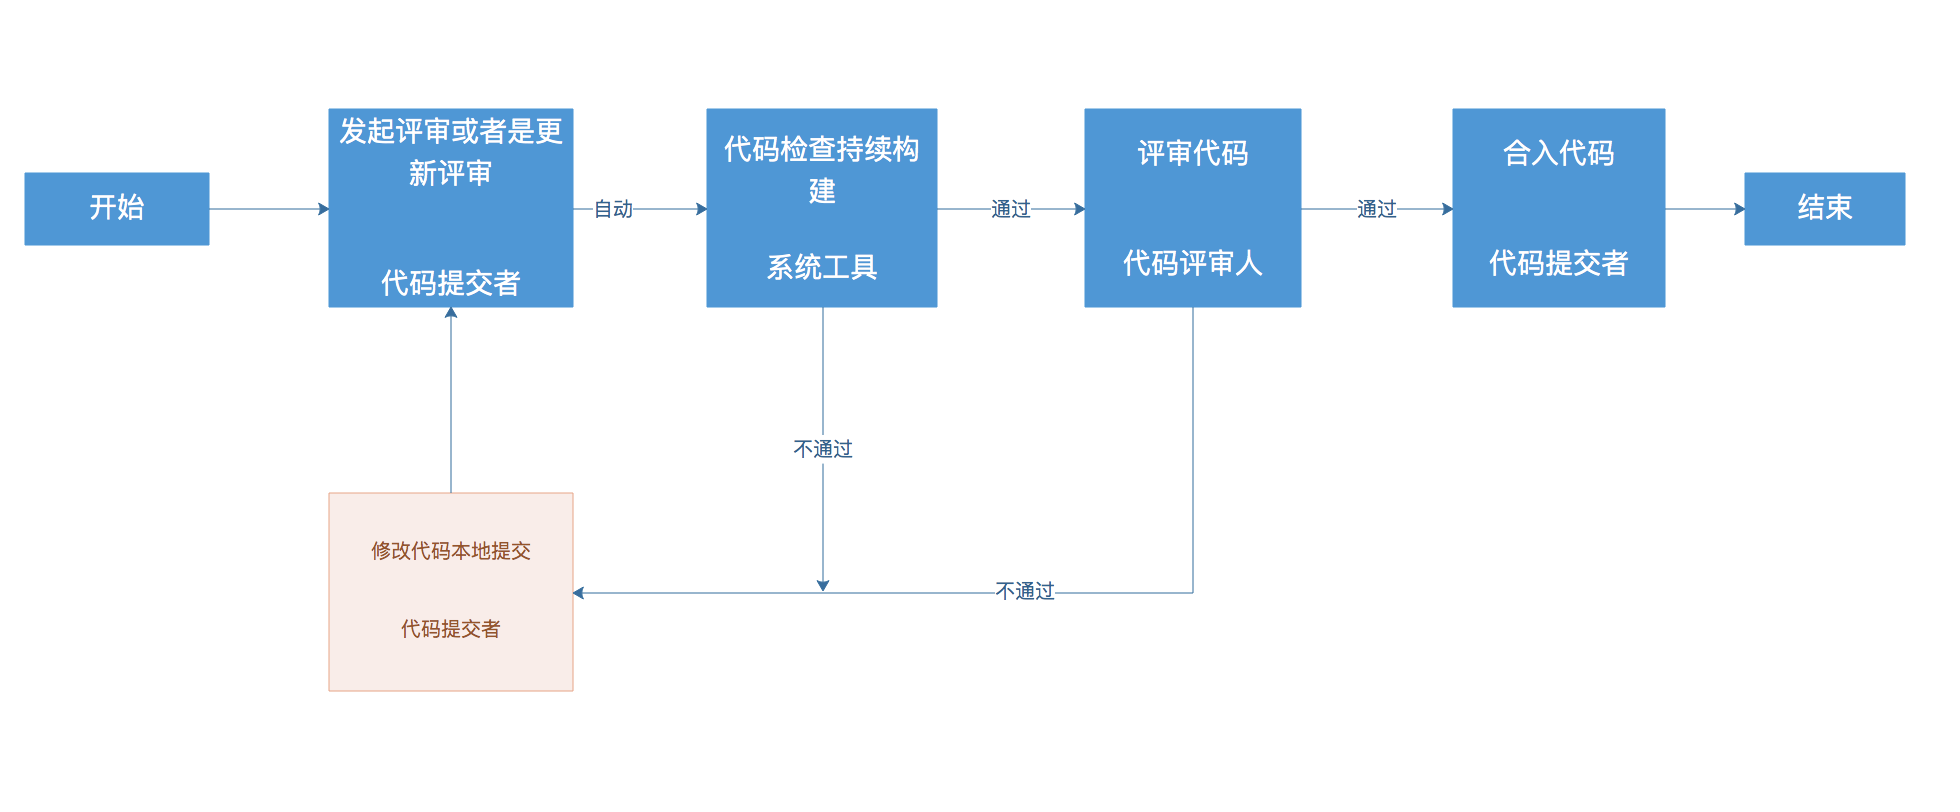 开始
发起评审或者是更
新评审
代码提交者
自动
代码检查持续构
建
系统工具
通过
评审代码
代码评审人
通过
合入代码
代码提交者
结束
不通过
不通过
修改代码本地提交
代码提交者